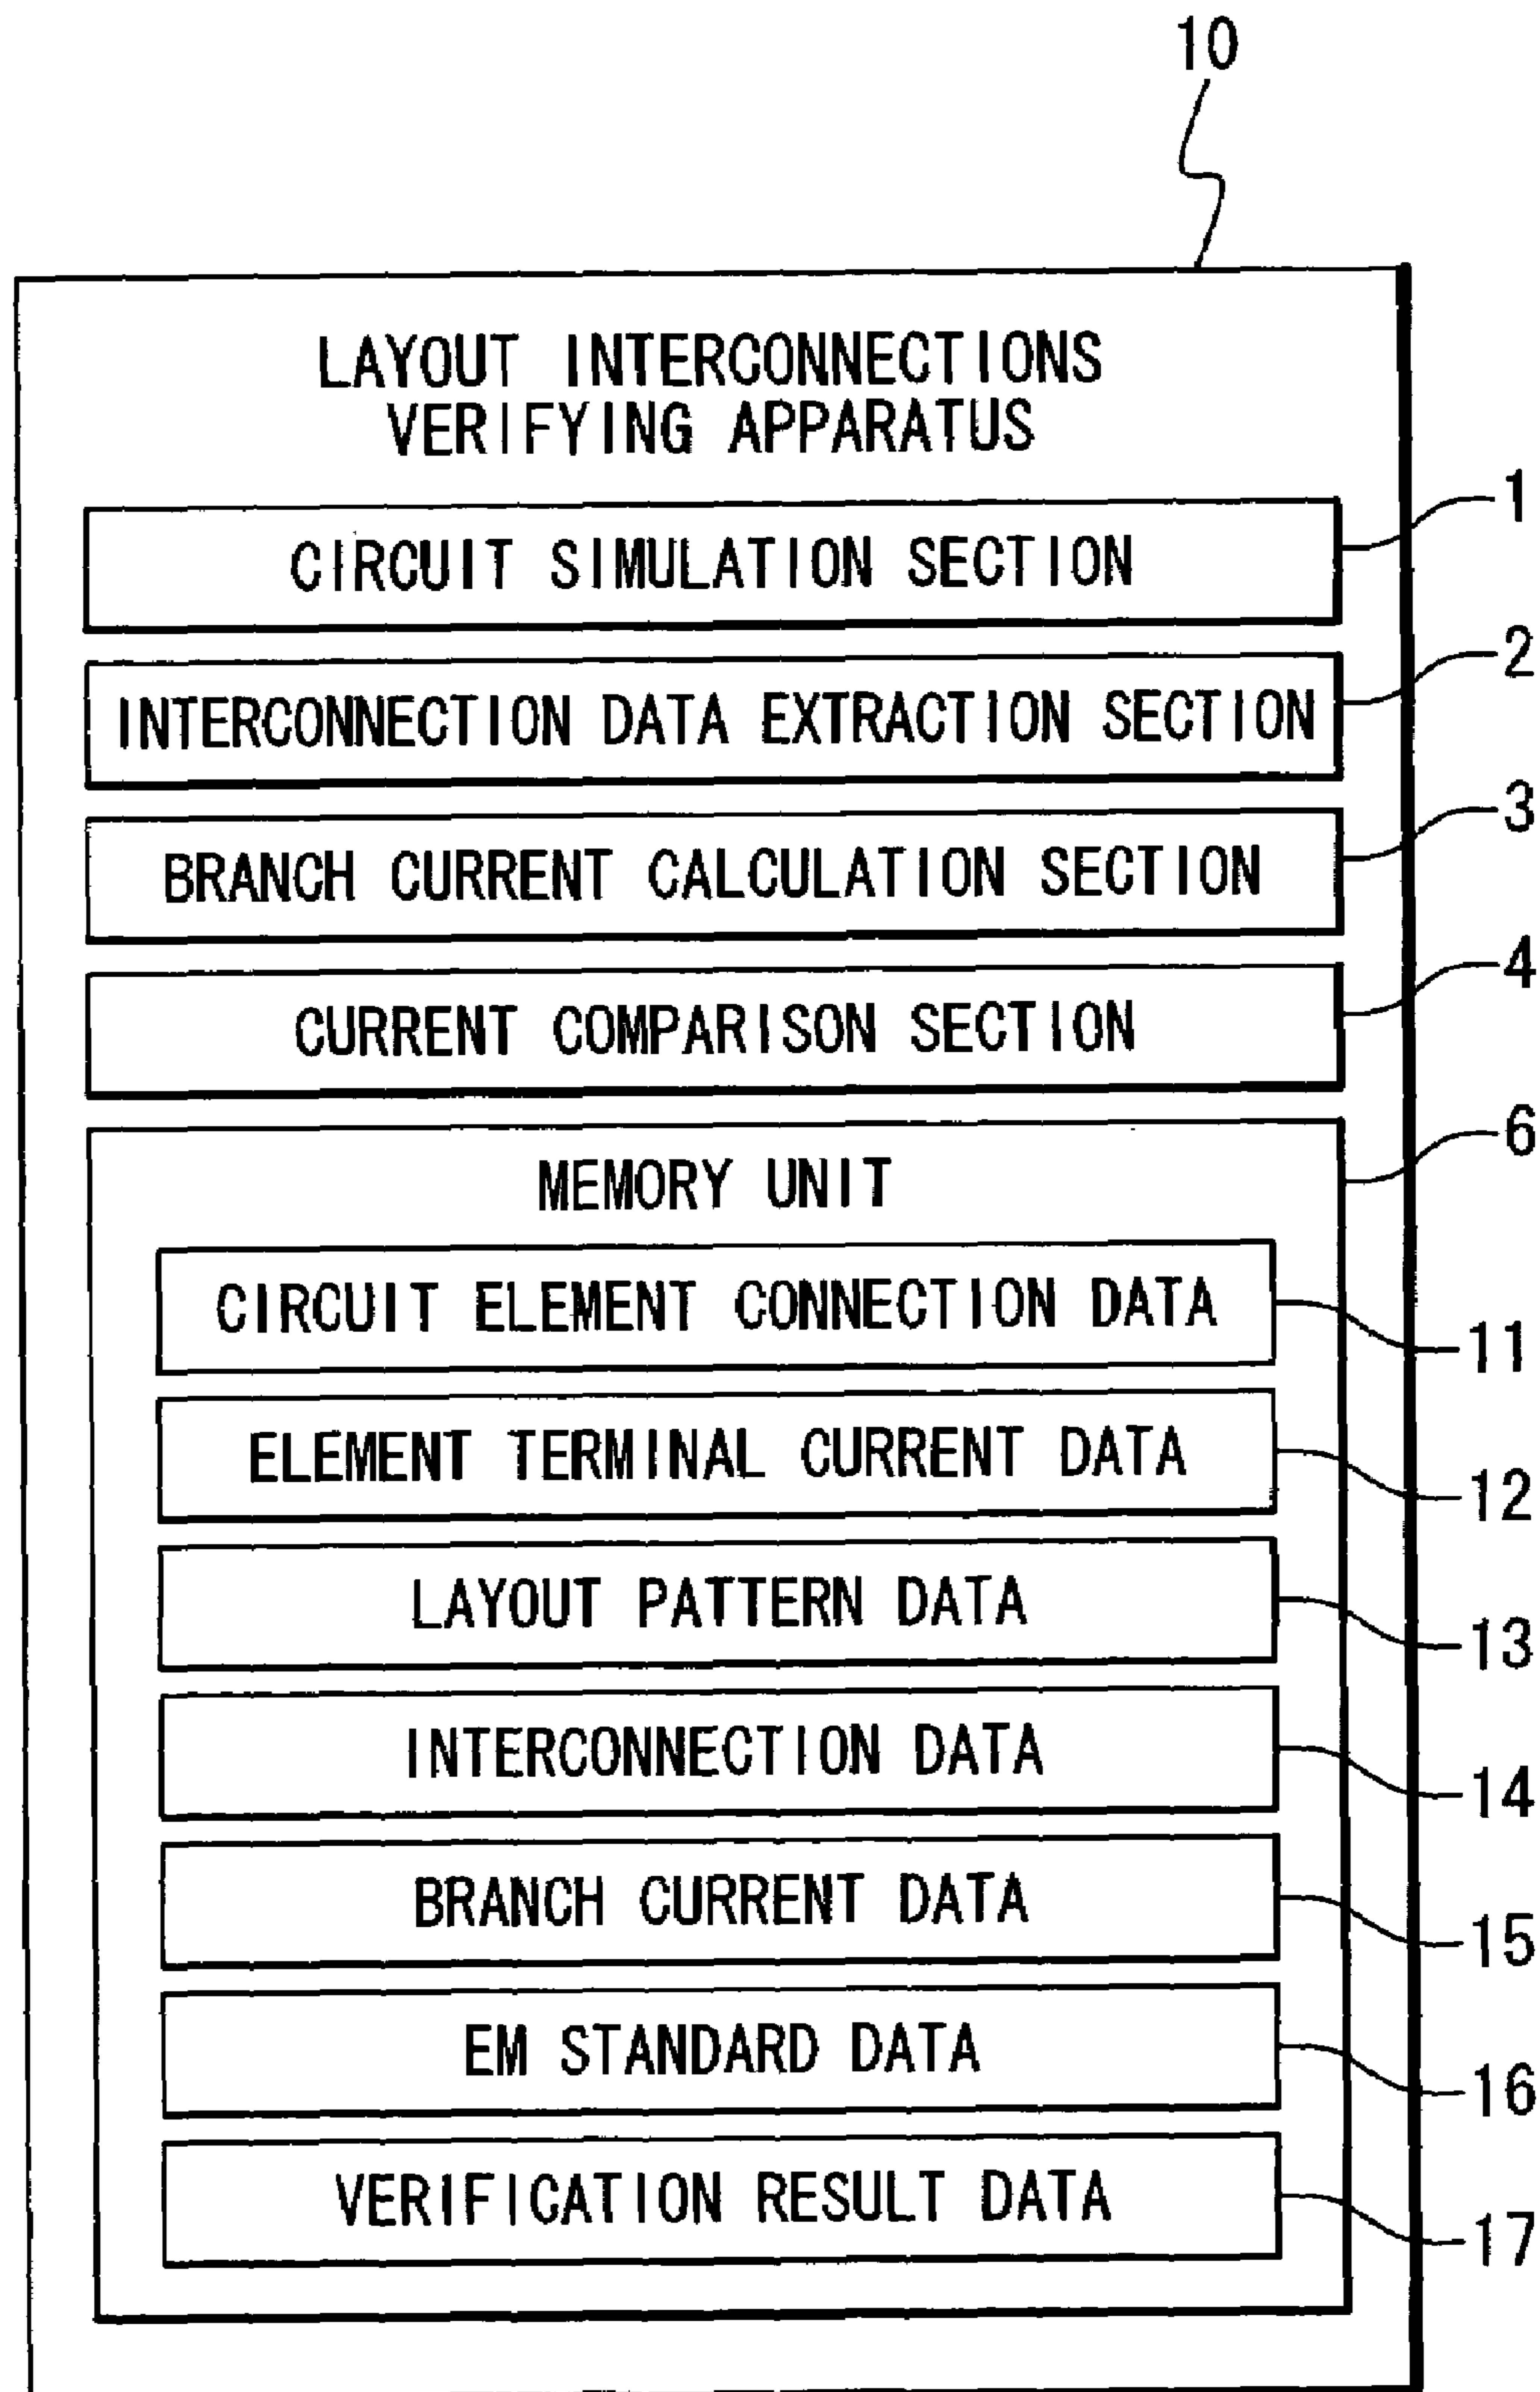 10
LAYOUT INTERCONNECTIONS
VERIFYING APPARATUS
1
CIRCUIT SIMULATION SECTION
2
INTERCONNECTION DATA EXTRACTION SECTION
3
BRANCH CURRENT CALCULATION SECTION
4
CURRENT COMPARISON SECTION
6
MEMORY UNIT
CIRCUIT ELEMENT CONNECTION DATA
11
ELEMENT TERMINAL CURRENT DATA
12
LAYOUT PATTERN DATA
13
INTERCONNECTION DATA
14
BRANCH CURRENT DATA
15
EM STANDARD DATA
16
VERIFICATION RESULT DATA
17